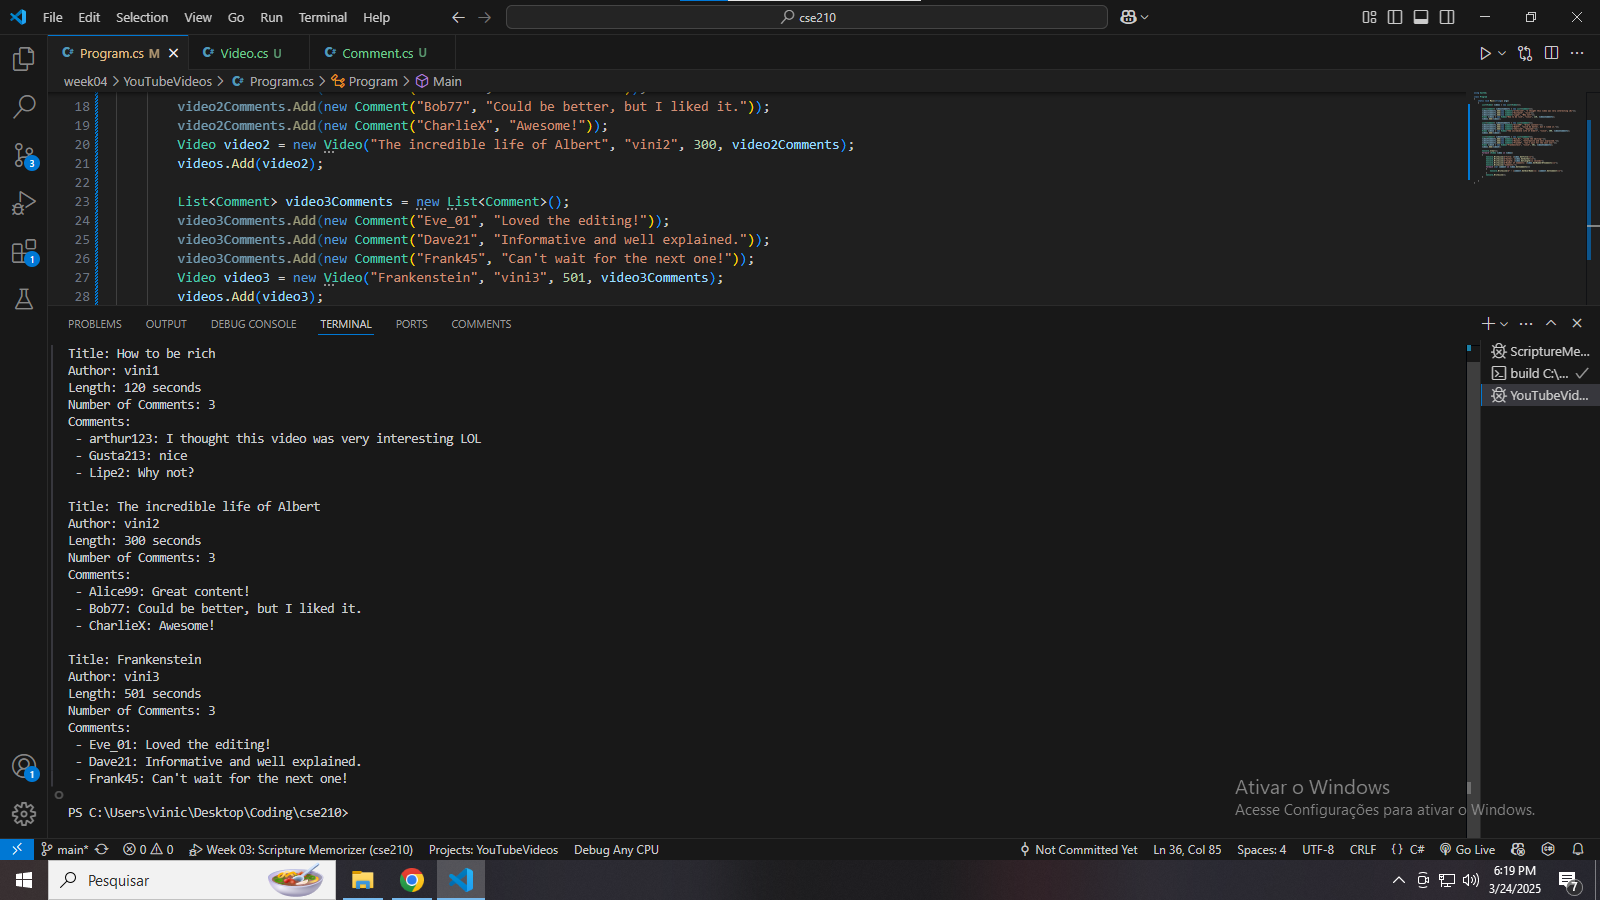 File Edit Selection View Go Run Terminal Help
cse210
Program.cs M
Video.cs U
Comment.cs U
week04 > YouTubeVideos > Program.cs > Program > Main
18 video2Comments.Add(new Comment("Bob77", "Could be better, but I liked it."));
19 video2Comments.Add(new Comment("CharlieX", "Awesome!"));
20 Video video2 = new Video("The incredible life of Albert", "vini2", 300, video2Comments);
21 videos.Add(video2);
22
23 List<Comment> video3Comments = new List<Comment>();
24 video3Comments.Add(new Comment("Eve_01", "Loved the editing!"));
25 video3Comments.Add(new Comment("Dave21", "Informative and well explained."));
26 video3Comments.Add(new Comment("Frank45", "Can't wait for the next one!"));
27 Video video3 = new Video("Frankenstein", "vini3", 501, video3Comments);
28 videos.Add(video3);
PROBLEMS OUTPUT DEBUG CONSOLE TERMINAL PORTS COMMENTS
Title: How to be rich
Author: vini1
Length: 120 seconds
Number of Comments: 3
Comments:
- arthur123: I thought this video was very interesting LOL
- Gusta213: nice
- Lipe2: Why not?
Title: The incredible life of Albert
Author: vini2
Length: 300 seconds
Number of Comments: 3
Comments:
- Alice99: Great content!
- Bob77: Could be better, but I liked it.
- CharlieX: Awesome!
Title: Frankenstein
Author: vini3
Length: 501 seconds
Number of Comments: 3
Comments:
- Eve_01: Loved the editing!
- Dave21: Informative and well explained.
- Frank45: Can't wait for the next one!
PS C:\Users\vinic\Desktop\Coding\cse210>
ScriptureMe...
build C:\...
YouTubeVid...
3
1
1
Ativar o Windows
Acesse Configurações para ativar o Windows.
main* 0 0 Week 03: Scripture Memorizer (cse210) Projects: YouTubeVideos Debug Any CPU Not Committed Yet Ln 36, Col 85 Spaces: 4 UTF-8 CRLF {} C# Go Live
Pesquisar
6:19 PM
3/24/2025
7